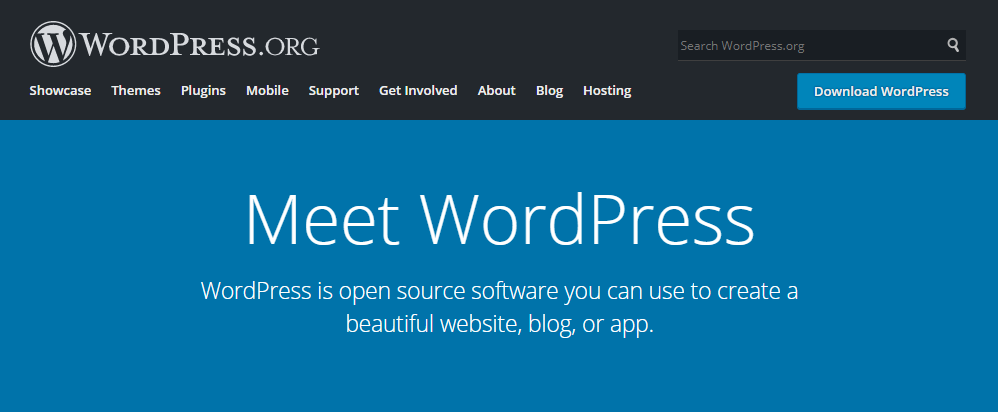 WORDPRESS.ORG
Search WordPress.org
Showcase Themes Plugins Mobile Support Get Involved About Blog Hosting
Download WordPress
Meet WordPress
WordPress is open source software you can use to create a
beautiful website, blog, or app.